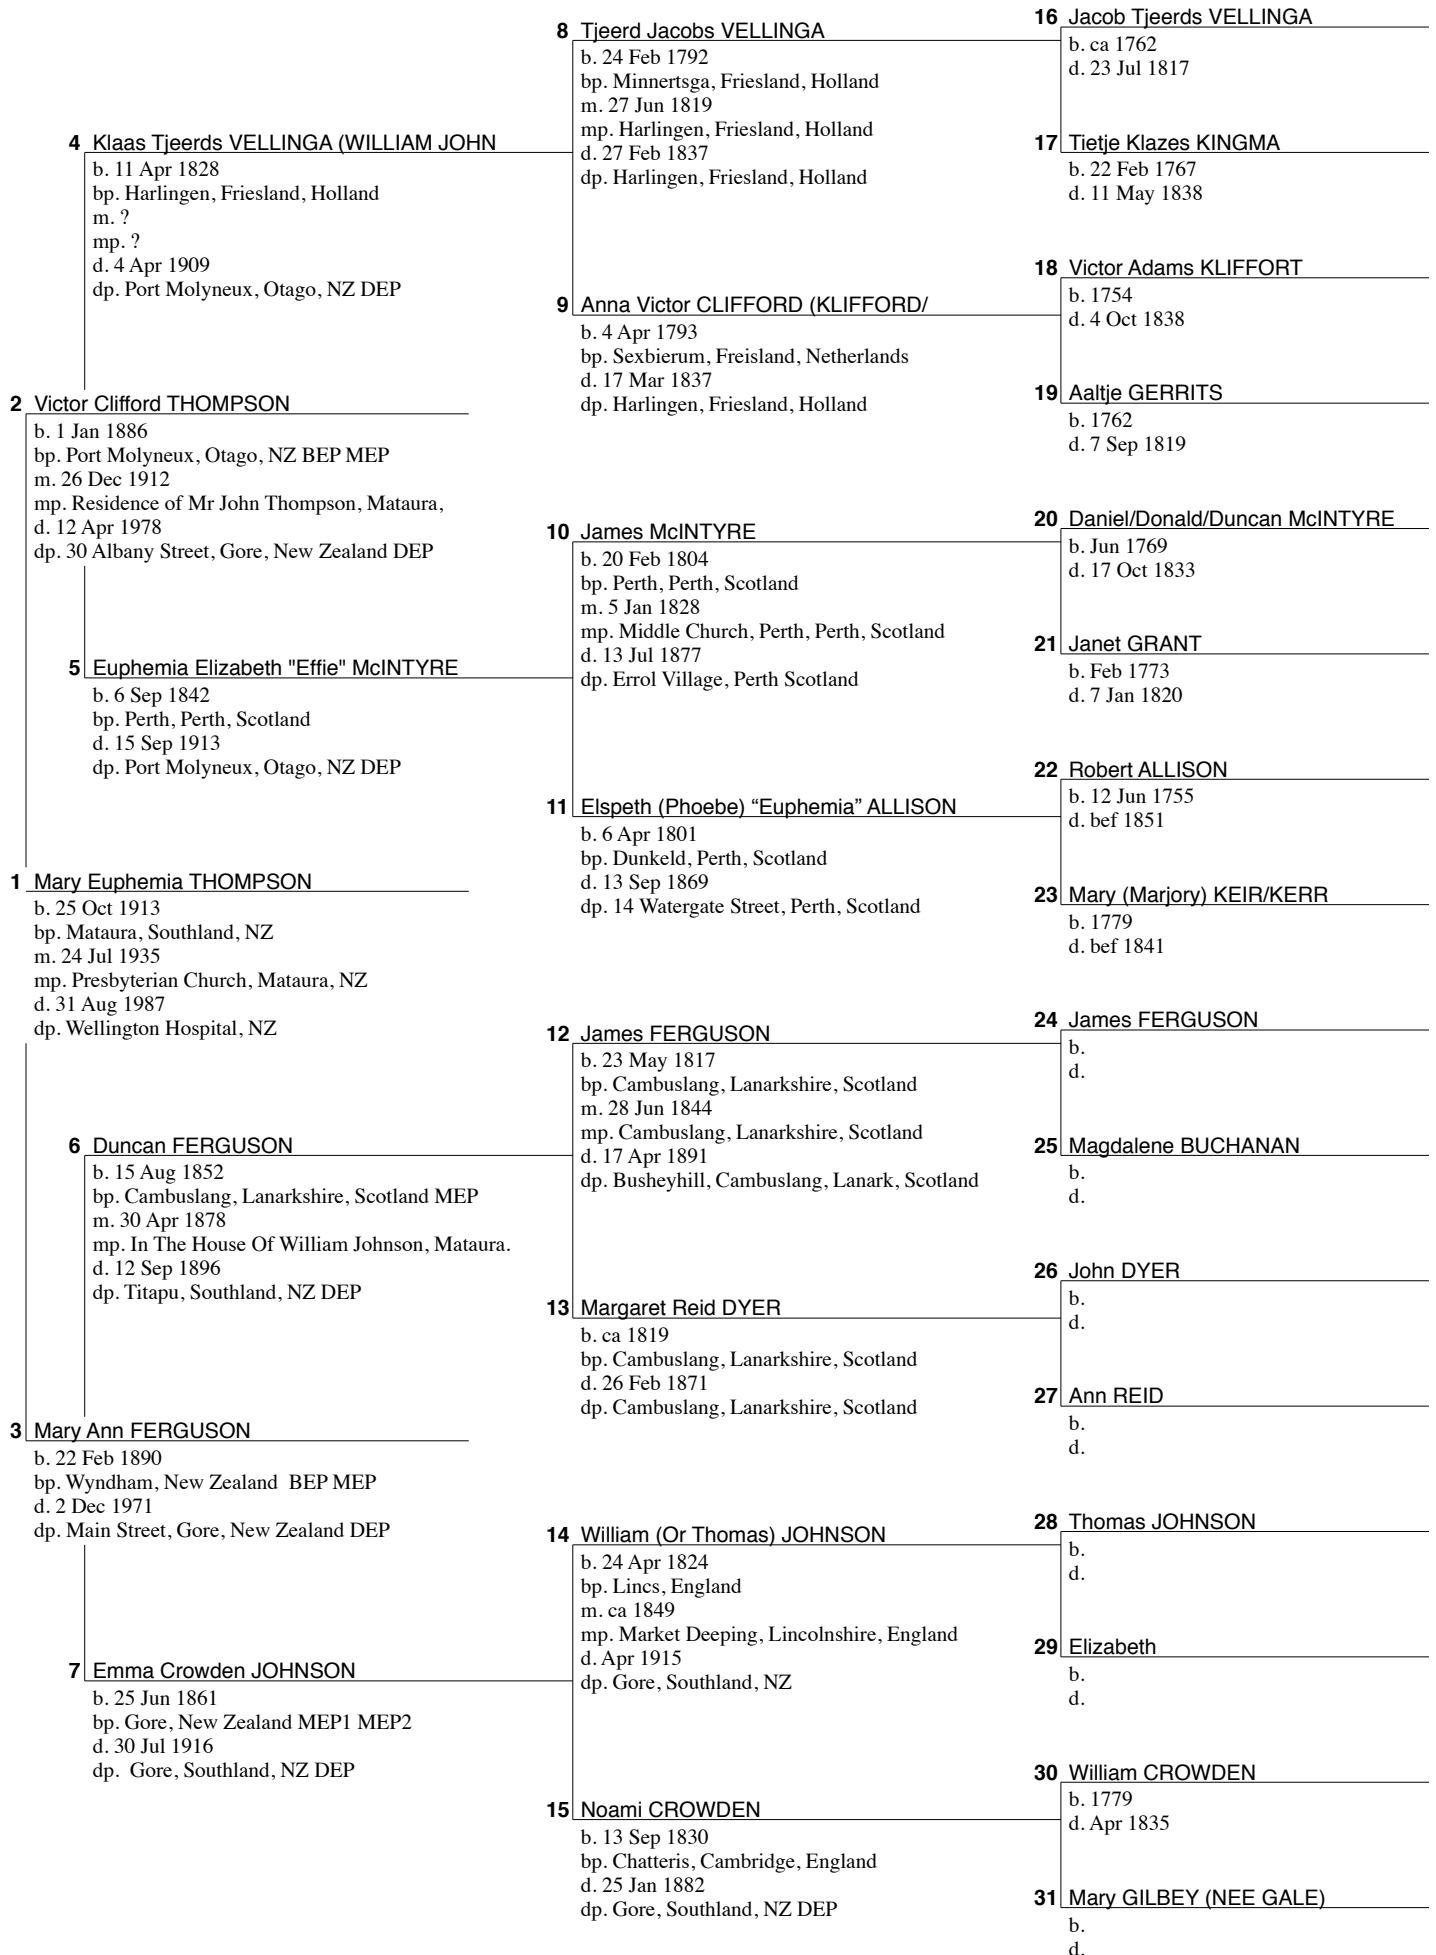 1 Mary Euphemia THOMPSON
b. 25 Oct 1913
bp. Mataura, Southland, NZ
m. 24 Jul 1935
mp. Presbyterian Church, Mataura, NZ
d. 31 Aug 1987
dp. Wellington Hospital, NZ
2 Victor Clifford THOMPSON
b. 1 Jan 1886
bp. Port Molyneux, Otago, NZ BEP MEP
m. 26 Dec 1912
mp. Residence of Mr John Thompson, Mataura,
d. 12 Apr 1978
dp. 30 Albany Street, Gore, New Zealand DEP
3 Mary Ann FERGUSON
b. 22 Feb 1890
bp. Wyndham, New Zealand  BEP MEP
d. 2 Dec 1971
dp. Main Street, Gore, New Zealand DEP
4 Klaas Tjeerds VELLINGA (WILLIAM JOHN
b. 11 Apr 1828
bp. Harlingen, Friesland, Holland
m. ?
mp. ?
d. 4 Apr 1909
dp. Port Molyneux, Otago, NZ DEP
5 Euphemia Elizabeth "Effie" McINTYRE
b. 6 Sep 1842
bp. Perth, Perth, Scotland
d. 15 Sep 1913
dp. Port Molyneux, Otago, NZ DEP
6 Duncan FERGUSON
b. 15 Aug 1852
bp. Cambuslang, Lanarkshire, Scotland MEP
m. 30 Apr 1878
mp. In The House Of William Johnson, Mataura.
d. 12 Sep 1896
dp. Titapu, Southland, NZ DEP
7 Emma Crowden JOHNSON
b. 25 Jun 1861
bp. Gore, New Zealand MEP1 MEP2
d. 30 Jul 1916
dp.  Gore, Southland, NZ DEP
8 Tjeerd Jacobs VELLINGA
b. 24 Feb 1792
bp. Minnertsga, Friesland, Holland
m. 27 Jun 1819
mp. Harlingen, Friesland, Holland
d. 27 Feb 1837
dp. Harlingen, Friesland, Holland
9 Anna Victor CLIFFORD (KLIFFORD/
b. 4 Apr 1793
bp. Sexbierum, Freisland, Netherlands
d. 17 Mar 1837
dp. Harlingen, Friesland, Holland
10 James McINTYRE
b. 20 Feb 1804
bp. Perth, Perth, Scotland
m. 5 Jan 1828
mp. Middle Church, Perth, Perth, Scotland
d. 13 Jul 1877
dp. Errol Village, Perth Scotland
11 Elspeth (Phoebe) “Euphemia” ALLISON
b. 6 Apr 1801
bp. Dunkeld, Perth, Scotland
d. 13 Sep 1869
dp. 14 Watergate Street, Perth, Scotland
12 James FERGUSON
b. 23 May 1817
bp. Cambuslang, Lanarkshire, Scotland
m. 28 Jun 1844
mp. Cambuslang, Lanarkshire, Scotland
d. 17 Apr 1891
dp. Busheyhill, Cambuslang, Lanark, Scotland
13 Margaret Reid DYER
b. ca 1819
bp. Cambuslang, Lanarkshire, Scotland
d. 26 Feb 1871
dp. Cambuslang, Lanarkshire, Scotland
14 William (Or Thomas) JOHNSON
b. 24 Apr 1824
bp. Lincs, England
m. ca 1849
mp. Market Deeping, Lincolnshire, England
d. Apr 1915
dp. Gore, Southland, NZ
15 Noami CROWDEN
b. 13 Sep 1830
bp. Chatteris, Cambridge, England
d. 25 Jan 1882
dp. Gore, Southland, NZ DEP
16 Jacob Tjeerds VELLINGA
b. ca 1762
d. 23 Jul 1817
17 Tietje Klazes KINGMA
b. 22 Feb 1767
d. 11 May 1838
18 Victor Adams KLIFFORT
b. 1754
d. 4 Oct 1838
19 Aaltje GERRITS
b. 1762
d. 7 Sep 1819
20 Daniel/Donald/Duncan McINTYRE
b. Jun 1769
d. 17 Oct 1833
21 Janet GRANT
b. Feb 1773
d. 7 Jan 1820
22 Robert ALLISON
b. 12 Jun 1755
d. bef 1851
23 Mary (Marjory) KEIR/KERR
b. 1779
d. bef 1841
24 James FERGUSON
b.
d.
25 Magdalene BUCHANAN
b.
d.
26 John DYER
b.
d.
27 Ann REID
b.
d.
28 Thomas JOHNSON
b.
d.
29 Elizabeth
b.
d.
30 William CROWDEN
b. 1779
d. Apr 1835
31 Mary GILBEY (NEE GALE)
b.
d.